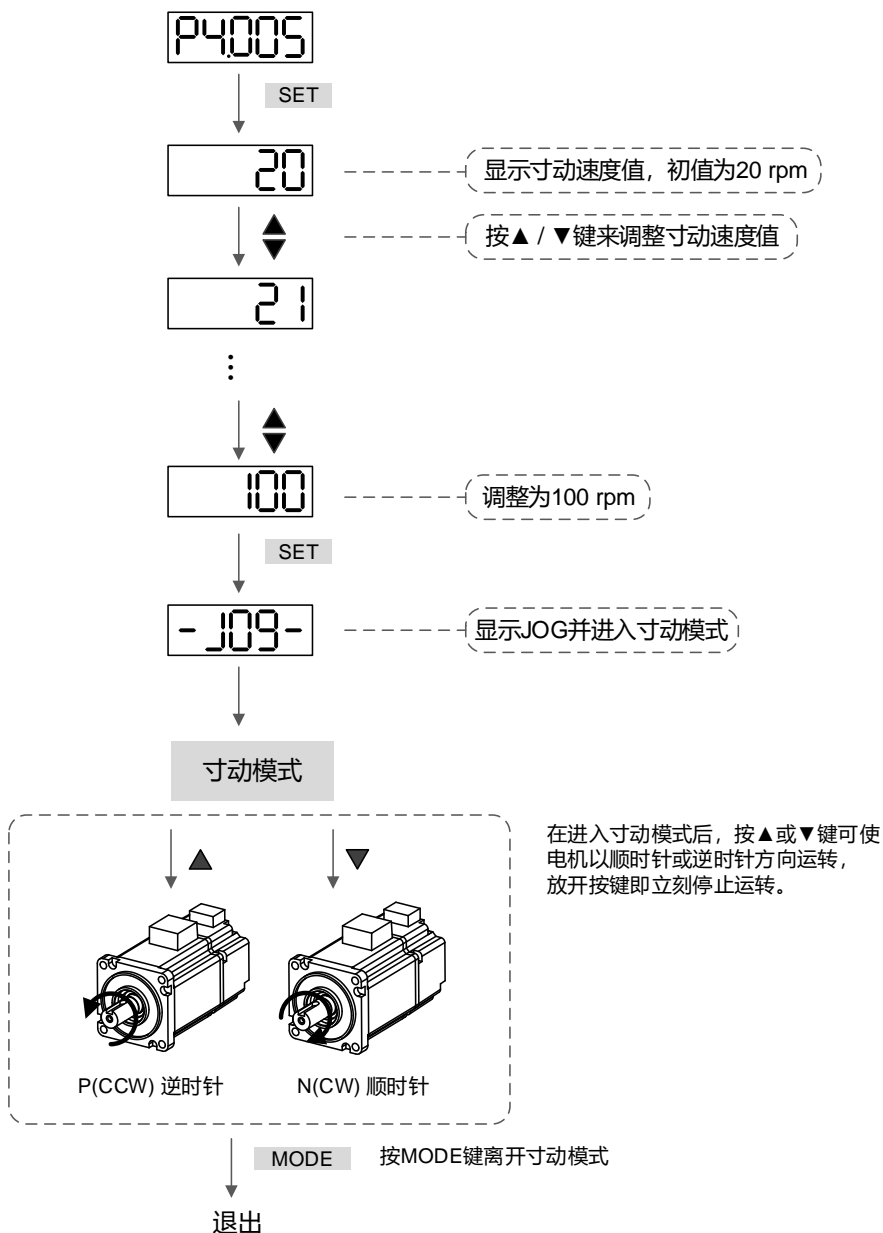 P4.005
SET
20
显示寸动速度值，初值为20 rpm
按▲ / ▼键来调整寸动速度值
21
⋮
100
调整为100 rpm
SET
-JOG-
显示JOG并进入寸动模式
寸动模式
在进入寸动模式后，按▲或▼键可使
电机以顺时针或逆时针方向运转，
放开按键即立刻停止运转。
P(CCW) 逆时针
N(CW) 顺时针
MODE
按MODE键离开寸动模式
退出